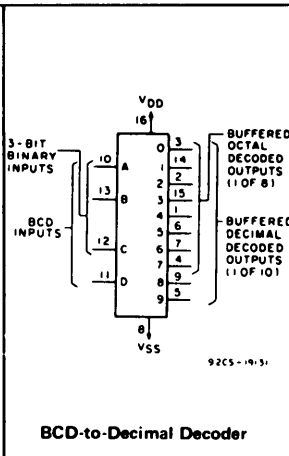 VDD
16
3-BIT
BINARY
INPUTS
BCD
INPUTS
10 A
13 B
12 C
11 D
0 3
1 14
2 2
3 15
4 1
5 6
6 7
7 4
8 9
9 5
BUFFERED
OCTAL
DECODED
OUTPUTS
(1 OF 8)
BUFFERED
DECIMAL
DECODED
OUTPUTS
(1 OF 10)
8
VSS
92CS-19131
BCD-to-Decimal Decoder